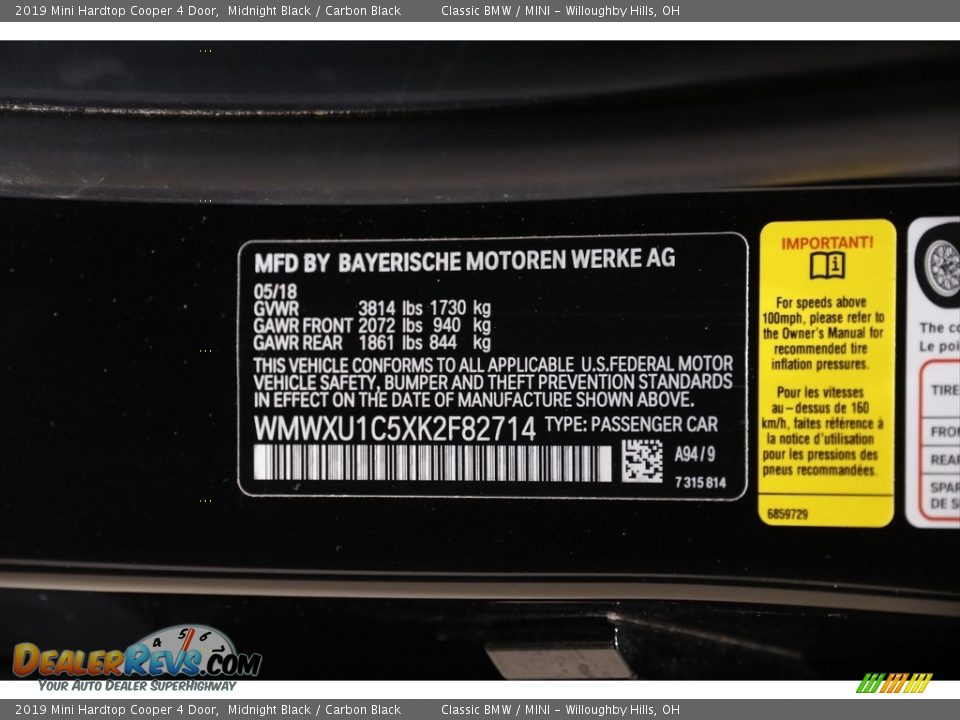 2019 Mini Hardtop Cooper 4 Door, Midnight Black / Carbon Black Classic BMW / MINI - Willoughby Hills, OH
MFD BY BAYERISCHE MOTOREN WERKE AG
05/18
GVWR 3814 lbs 1730 kg
GAWR FRONT 2072 lbs 940 kg
GAWR REAR 1861 lbs 844 kg
THIS VEHICLE CONFORMS TO ALL APPLICABLE U.S.FEDERAL MOTOR
VEHICLE SAFETY, BUMPER AND THEFT PREVENTION STANDARDS
IN EFFECT ON THE DATE OF MANUFACTURE SHOWN ABOVE.
WMWXU1C5XK2F82714 TYPE: PASSENGER CAR
A94/9
7315814
IMPORTANT!
For speeds above
100mph, please refer to
the Owner's Manual for
recommended tire
inflation pressures.
Pour les vitesses
au-dessus de 160
km/h, faites référence à
la notice d'utilisation
pour les pressions des
pneus recommandées.
6859729
The
Le
TIRE
REAR
DE
4 5 6
DEALERREVS.COM
YOUR AUTO DEALER SUPERHIGHWAY
2019 Mini Hardtop Cooper 4 Door, Midnight Black / Carbon Black Classic BMW / MINI - Willoughby Hills, OH